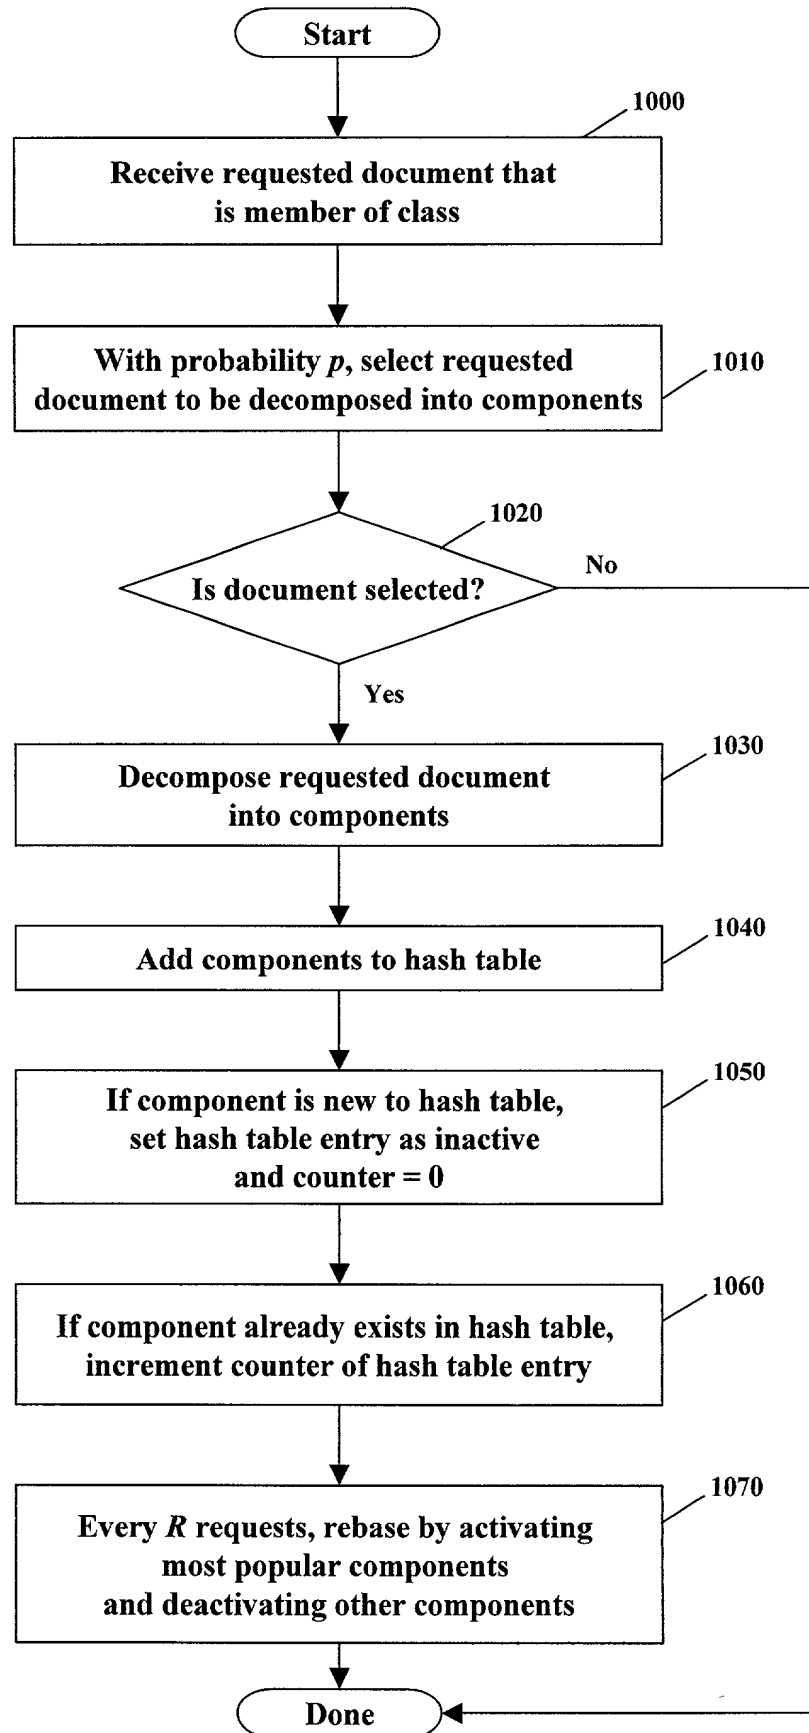 Start
1000
Receive requested document that
is member of class
With probability p, select requested
document to be decomposed into components
1010
1020
Is document selected?
No
Yes
1030
Decompose requested document
into components
1040
Add components to hash table
1050
If component is new to hash table,
set hash table entry as inactive
and counter = 0
1060
If component already exists in hash table,
increment counter of hash table entry
1070
Every R requests, rebase by activating
most popular components
and deactivating other components
Done